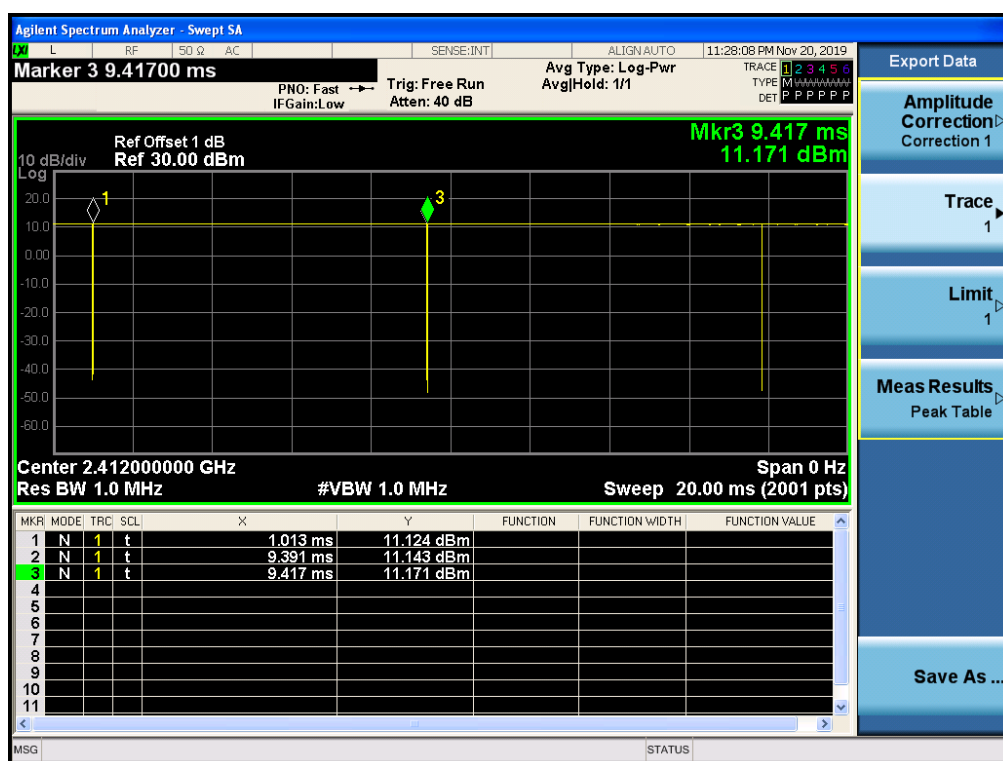 Agilent Spectrum Analyzer - Swept SA
LXI L RF 50 Ω AC SENSE:INT ALIGN AUTO 11:28:08 PM Nov 20, 2019
Marker 3 9.41700 ms
PNO: Fast
IFGain:Low
Trig: Free Run
Atten: 40 dB
Avg Type: Log-Pwr
Avg|Hold: 1/1
TRACE 1 2 3 4 5 6
TYPE M
DET P P P P P P
Export Data
Amplitude
Correction
Correction 1
Trace
1
Limit
1
Meas Results
Peak Table
Save As ...
Mkr3 9.417 ms
11.171 dBm
Ref Offset 1 dB
10 dB/div Ref 30.00 dBm
Log
20.0
10.0
0.00
-10.0
-20.0
-30.0
-40.0
-50.0
-60.0
1
3
Center 2.412000000 GHz Span 0 Hz
Res BW 1.0 MHz #VBW 1.0 MHz Sweep 20.00 ms (2001 pts)
MKR MODE TRC SCL X Y FUNCTION FUNCTION WIDTH FUNCTION VALUE
1 N 1 t 1.013 ms 11.124 dBm
2 N 1 t 9.391 ms 11.143 dBm
3 N 1 t 9.417 ms 11.171 dBm
4
5
6
7
8
9
10
11
MSG STATUS